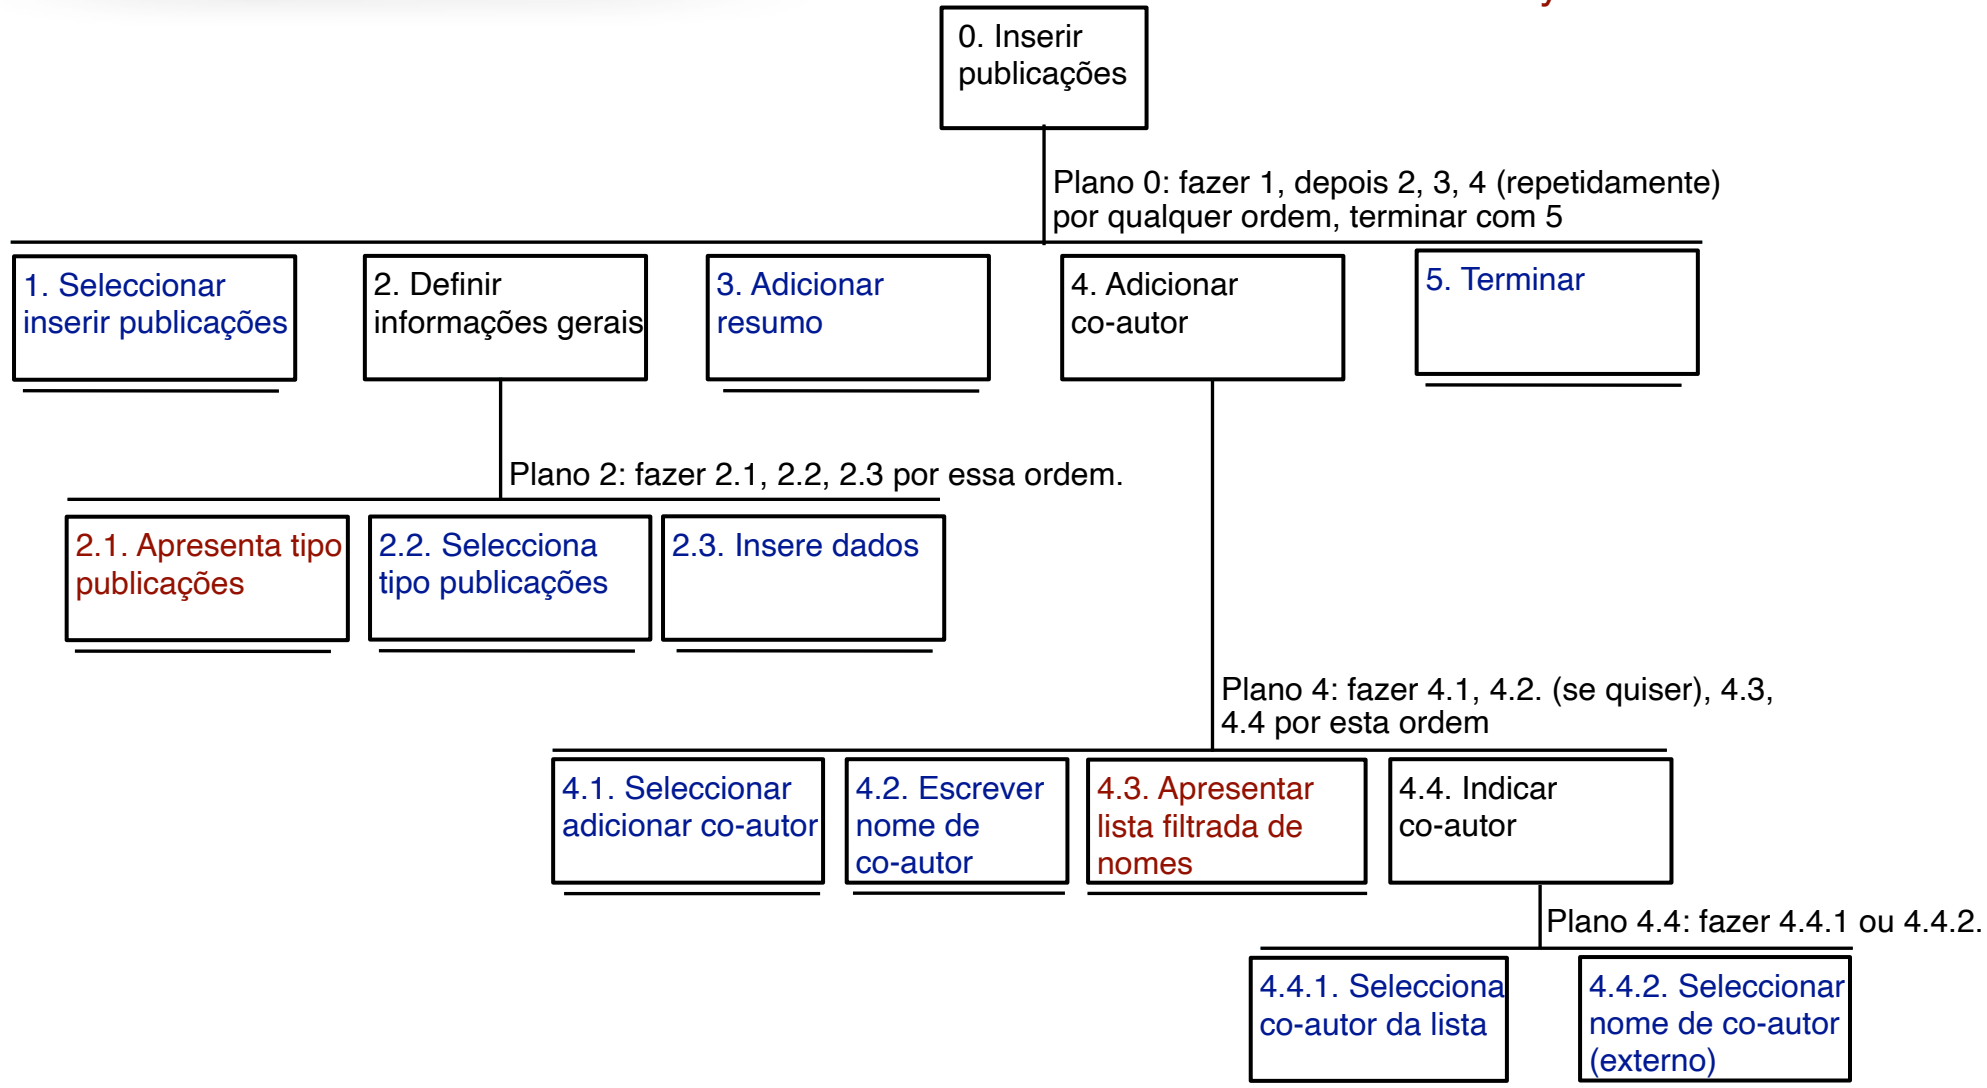 0. Inserir
publicações
Plano 0: fazer 1, depois 2, 3, 4 (repetidamente)
por qualquer ordem, terminar com 5
1. Seleccionar
inserir publicações
2. Definir
informações gerais
3. Adicionar
resumo
4. Adicionar
co-autor
5. Terminar
Plano 2: fazer 2.1, 2.2, 2.3 por essa ordem.
2.1. Apresenta tipo
publicações
2.2. Selecciona
tipo publicações
2.3. Insere dados
Plano 4: fazer 4.1, 4.2. (se quiser), 4.3,
4.4 por esta ordem
4.1. Seleccionar
adicionar co-autor
4.2. Escrever
nome de
co-autor
4.3. Apresentar
lista filtrada de
nomes
4.4. Indicar
co-autor
Plano 4.4: fazer 4.4.1 ou 4.4.2.
4.4.1. Selecciona
co-autor da lista
4.4.2. Seleccionar
nome de co-autor
(externo)